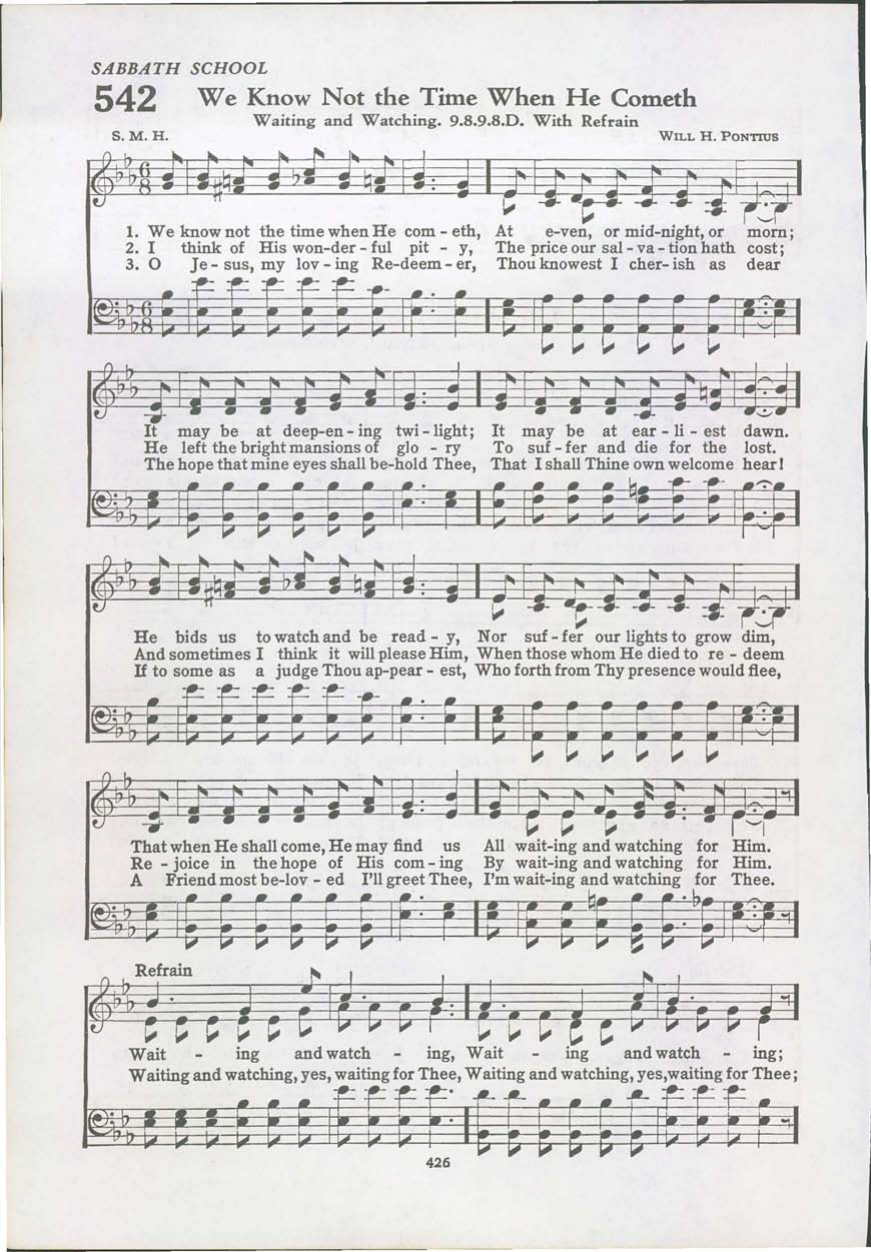 SABBATH SCHOOL
542 We Know Not the Time When He Cometh
Waiting and Watching. 9.8.9.8.D. With Refrain
S. M. H. WILL H. PONTIUS
1. We know not the time when He com - eth, At e-ven, or mid-night, or morn;
2. I think of His won-der - ful pit - y, The price our sal - va - tion hath cost;
3. O Je - sus, my lov - ing Re-deem - er, Thou knowest I cher-ish as dear
It may be at deep-en - ing twi - light; It may be at ear - li - est dawn.
He left the bright mansions of glo - ry To suf - fer and die for the lost.
The hope that mine eyes shall be-hold Thee, That I shall Thine own welcome hear!
He bids us to watch and be read - y, Nor suf - fer our lights to grow dim,
And sometimes I think it will please Him, When those whom He died to re - deem
If to some as a judge Thou ap-pear - est, Who forth from Thy presence would flee,
That when He shall come, He may find us All wait-ing and watching for Him.
Re - joice in the hope of His com - ing By wait-ing and watching for Him.
A Friend most be-lov - ed I'll greet Thee, I'm wait-ing and watching for Thee.
Refrain
Wait - ing and watch - ing, Wait - ing and watch - ing;
Waiting and watching, yes, waiting for Thee, Waiting and watching, yes, waiting for Thee;
426